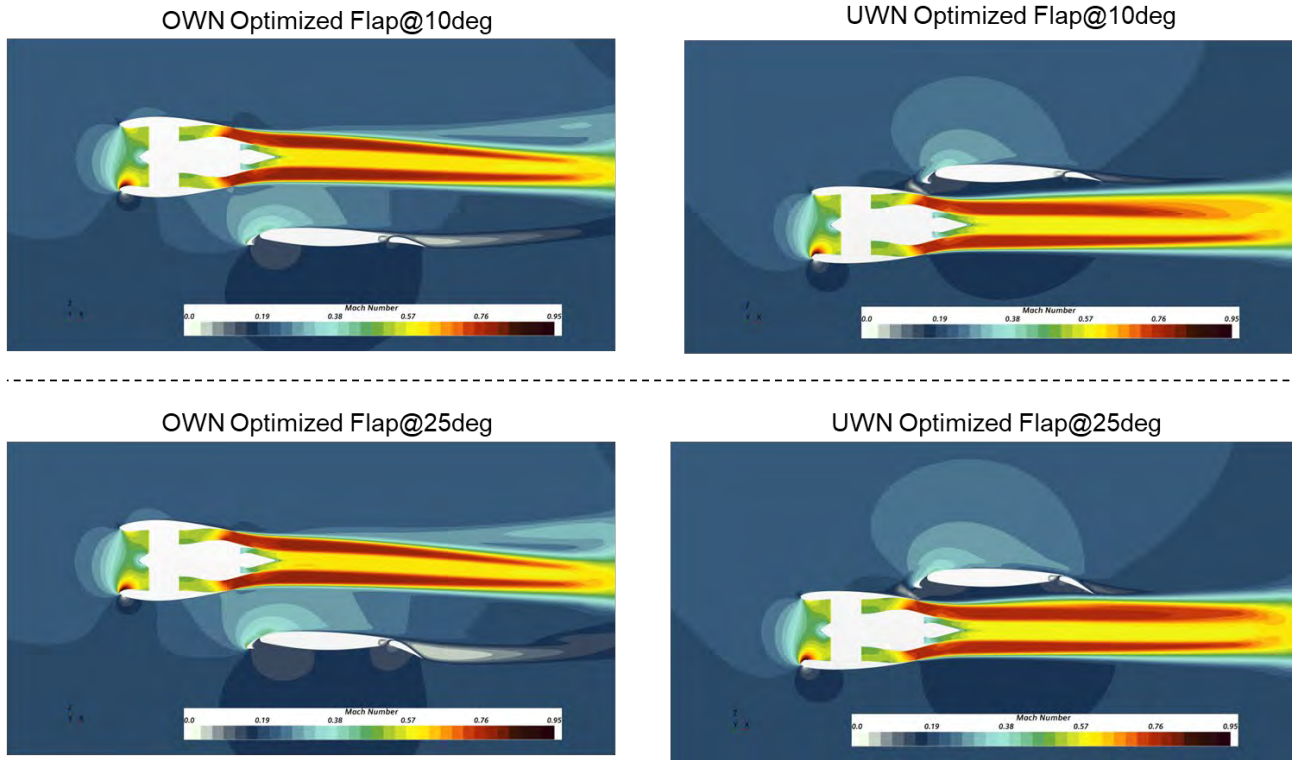 OWN Optimized Flap@10deg
UWN Optimized Flap@10deg
Mach Number
0.0 0.19 0.38 0.57 0.76 0.95
Mach Number
0.0 0.19 0.38 0.57 0.76 0.95
OWN Optimized Flap@25deg
UWN Optimized Flap@25deg
Mach Number
0.0 0.19 0.38 0.57 0.76 0.95
Mach Number
0.0 0.19 0.38 0.57 0.76 0.95